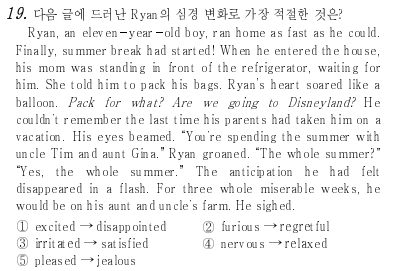 19. 다음 글에 드러난 Ryan의 심경 변화로 가장 적절한 것은?
Ryan, an eleven-year-old boy, ran home as fast as he could.
Finally, summer break had started! When he entered the house,
his mom was standing in front of the refrigerator, waiting for
him. She told him to pack his bags. Ryan's heart soared like a
balloon. Pack for what? Are we going to Disneyland? He
couldn't remember the last time his parents had taken him on a
vacation. His eyes beamed. "You're spending the summer with
uncle Tim and aunt Gina." Ryan groaned. "The whole summer?"
"Yes, the whole summer." The anticipation he had felt
disappeared in a flash. For three whole miserable weeks, he
would be on his aunt and uncle's farm. He sighed.
① excited → disappointed ② furious → regretful
③ irritated → satisfied ④ nervous → relaxed
⑤ pleased → jealous